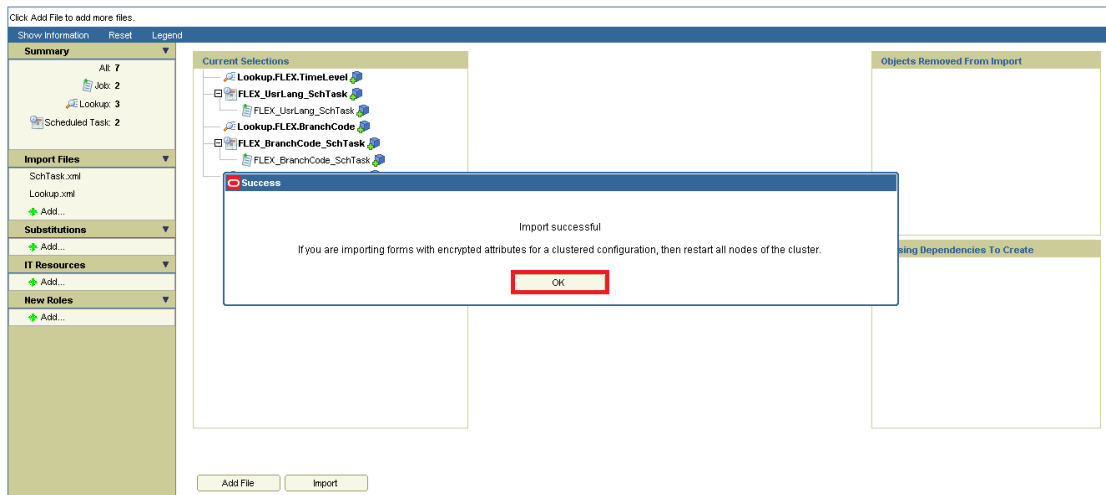 Click Add File to add more files.
Show Information Reset Legend
Summary
All: 7
Job: 2
Lookup: 3
Scheduled Task: 2
Import Files
SchTask.xml
Lookup.xml
Add...
Substitutions
Add...
IT Resources
Add...
New Roles
Add...
Current Selections
Lookup.FLEX.TimeLevel
FLEX_UsrLang_SchTask
FLEX_UsrLang_SchTask
Lookup.FLEX.BranchCode
FLEX_BranchCode_SchTask
FLEX_BranchCode_SchTask
Objects Removed From Import
sing Dependencies To Create
Success
Import successful
If you are importing forms with encrypted attributes for a clustered configuration, then restart all nodes of the cluster.
OK
Add File Import